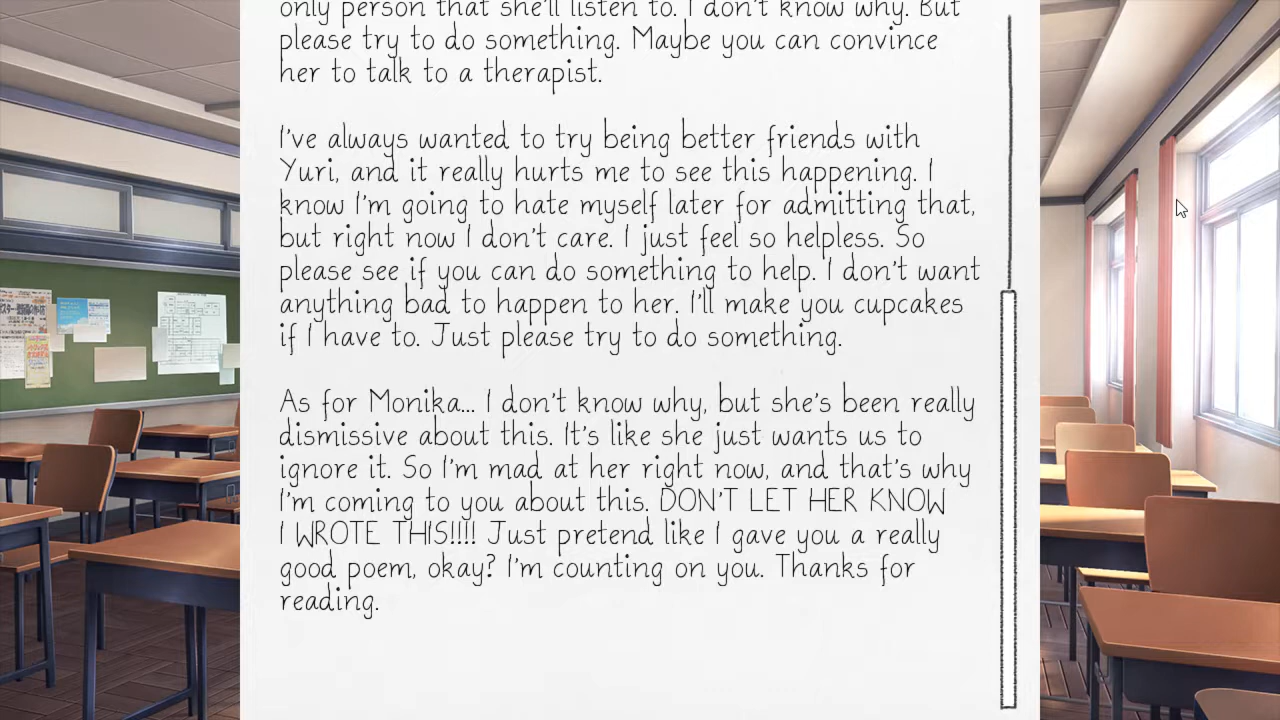 only person that she'll listen to. I don't know why. But
please try to do something. Maybe you can convince
her to talk to a therapist.
I've always wanted to try being better friends with
Yuri, and it really hurts me to see this happening. I
know I'm going to hate myself later for admitting that,
but right now I don't care. I just feel so helpless. So
please see if you can do something to help. I don't want
anything bad to happen to her. I'll make you cupcakes
if I have to. Just please try to do something.
As for Monika... I don't know why, but she's been really
dismissive about this. It's like she just wants us to
ignore it. So I'm mad at her right now, and that's why
I'm coming to you about this. DON'T LET HER KNOW
I WROTE THIS!!!! Just pretend like I gave you a really
good poem, okay? I'm counting on you. Thanks for
reading.